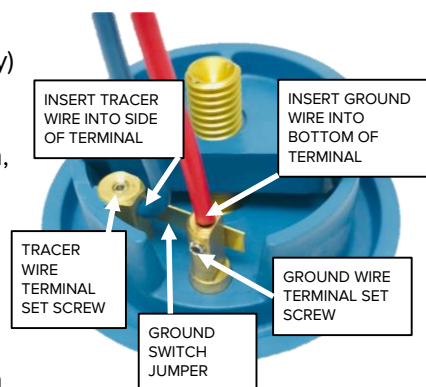 y)
INSERT TRACER
WIRE INTO SIDE
OF TERMINAL
INSERT GROUND
WIRE INTO
BOTTOM OF
TERMINAL
,
TRACER
WIRE
TERMINAL
SET SCREW
GROUND
SWITCH
JUMPER
GROUND WIRE
TERMINAL SET
SCREW